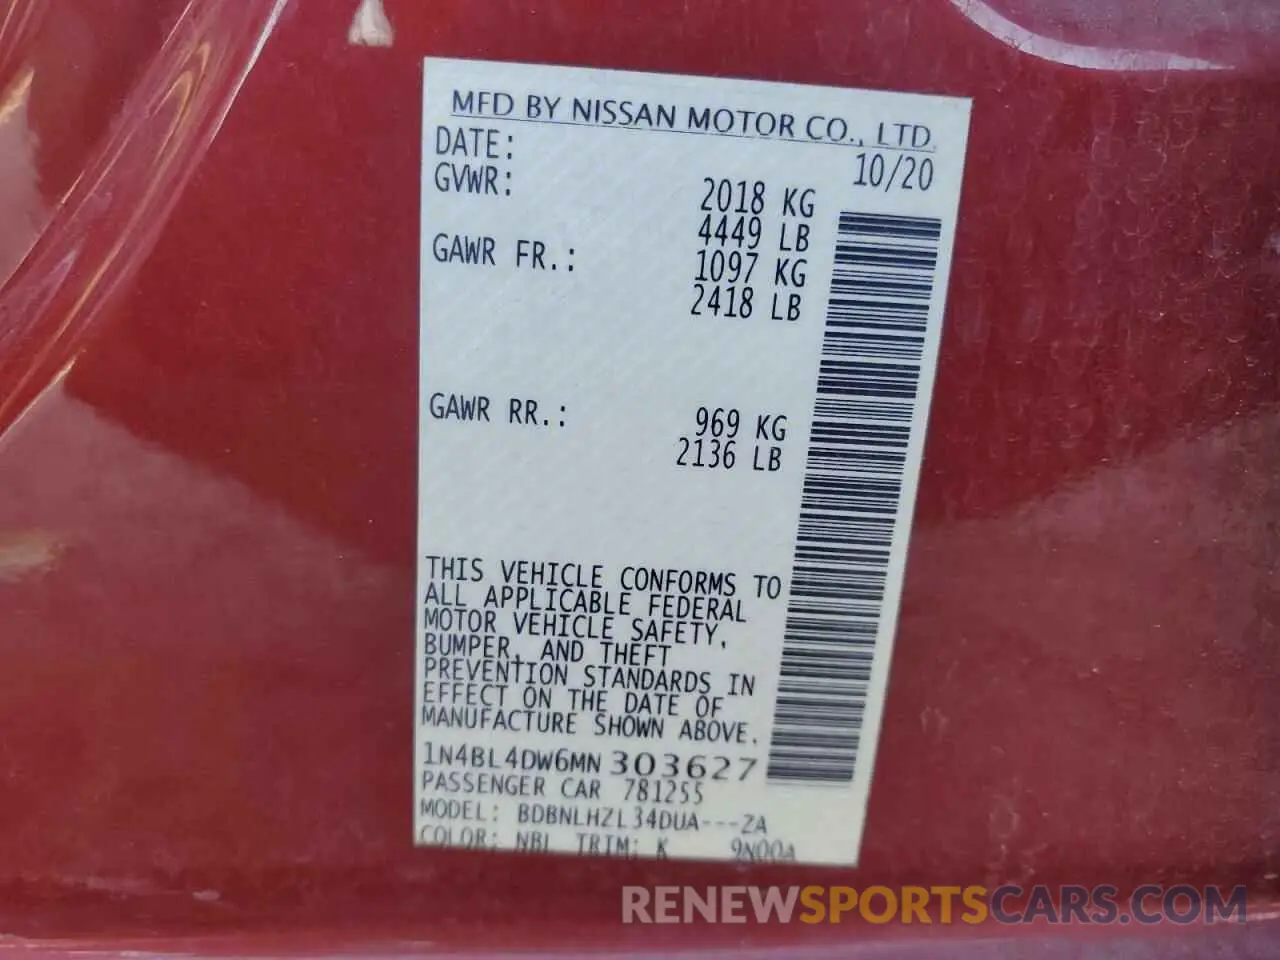 MFD BY NISSAN MOTOR CO., LTD.
DATE: 10/20
GVWR: 2018 KG
4449 LB
GAWR FR.: 1097 KG
2418 LB
GAWR RR.: 969 KG
2136 LB
THIS VEHICLE CONFORMS TO
ALL APPLICABLE FEDERAL
MOTOR VEHICLE SAFETY,
BUMPER, AND THEFT
PREVENTION STANDARDS IN
EFFECT ON THE DATE OF
MANUFACTURE SHOWN ABOVE.
1N4BL4DW6MN 303627
PASSENGER CAR 781255
MODEL: BDBNLHZL34DUA---ZA
COLOR: NBL TRIM: K 9N00A
RENEWSPORTSCARS.COM